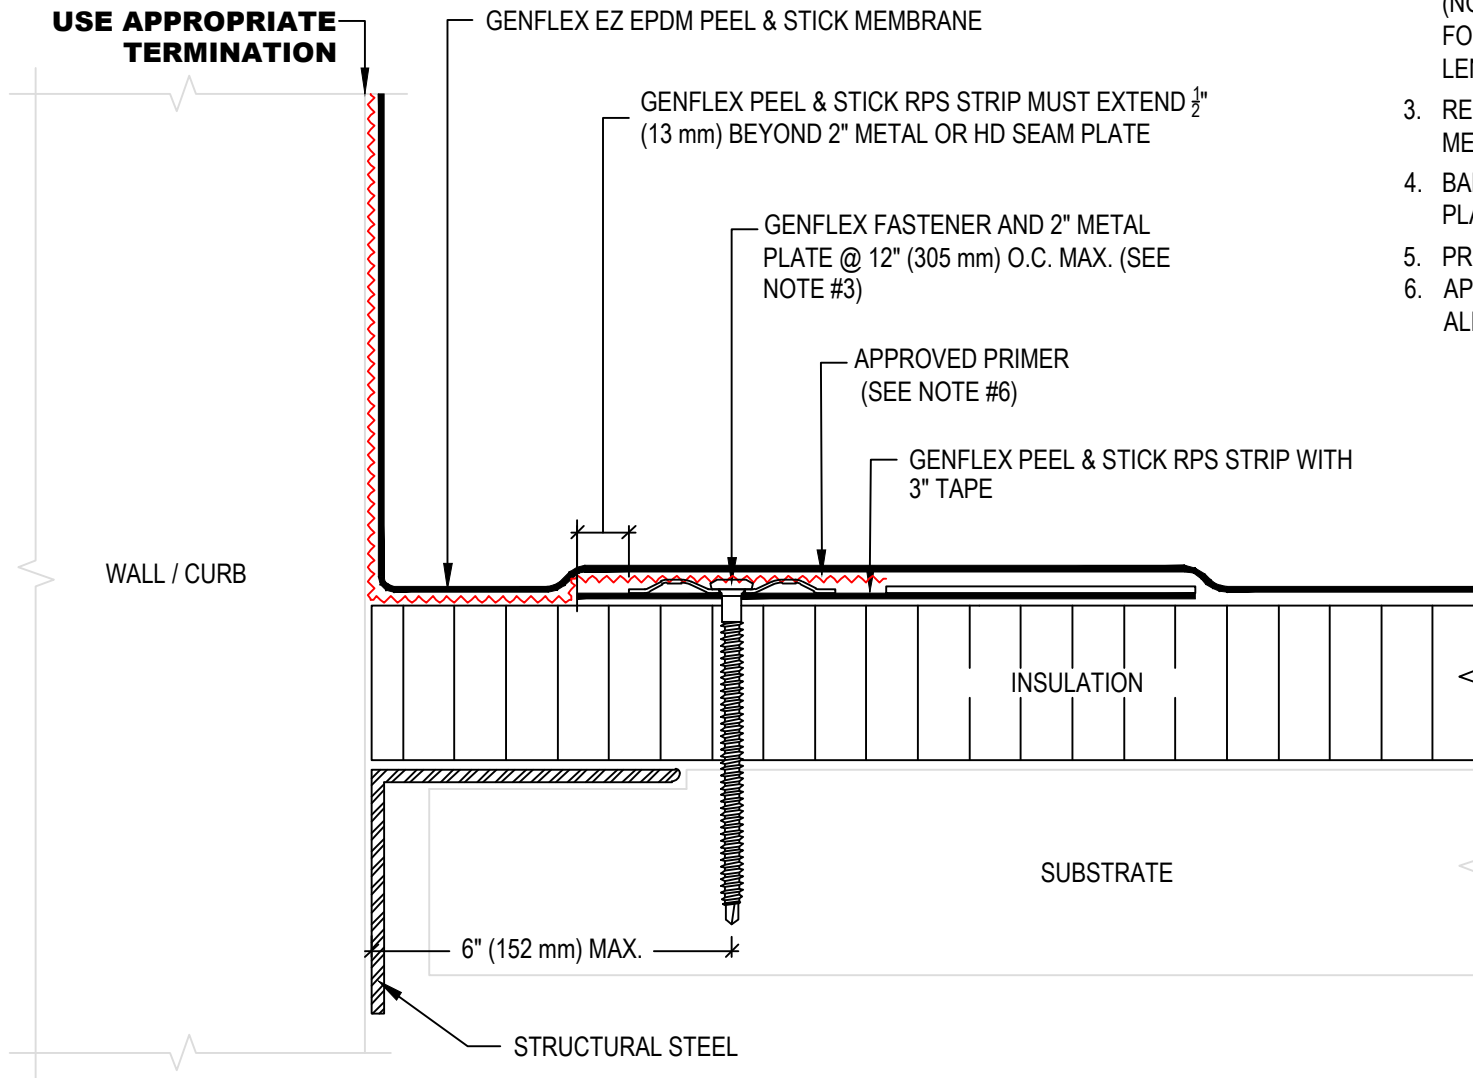 USE APPROPRIATE
TERMINATION
GENFLEX EZ EPDM PEEL & STICK MEMBRANE
GENFLEX PEEL & STICK RPS STRIP MUST EXTEND ½"
(13 mm) BEYOND 2" METAL OR HD SEAM PLATE
GENFLEX FASTENER AND 2" METAL
PLATE @ 12" (305 mm) O.C. MAX. (SEE
NOTE #3)
APPROVED PRIMER
(SEE NOTE #6)
GENFLEX PEEL & STICK RPS STRIP WITH
3" TAPE
WALL / CURB
INSULATION
SUBSTRATE
6" (152 mm) MAX.
STRUCTURAL STEEL
3. RE
4.
5. PR
6. AP